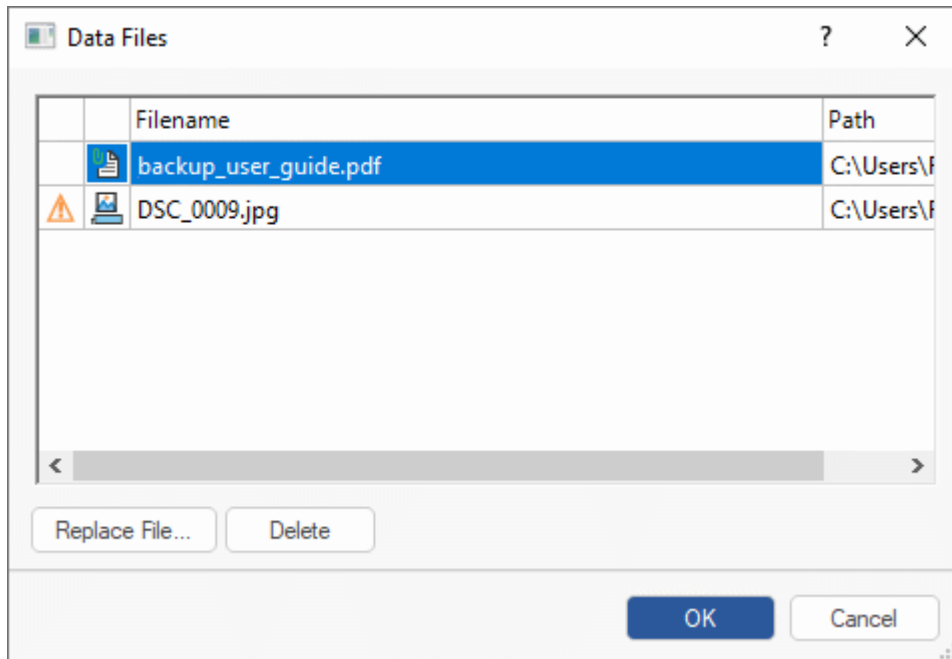 Data Files
Filename Path
backup_user_guide.pdf C:\Users\
DSC_0009.jpg C:\Users\
Replace File... Delete
OK Cancel